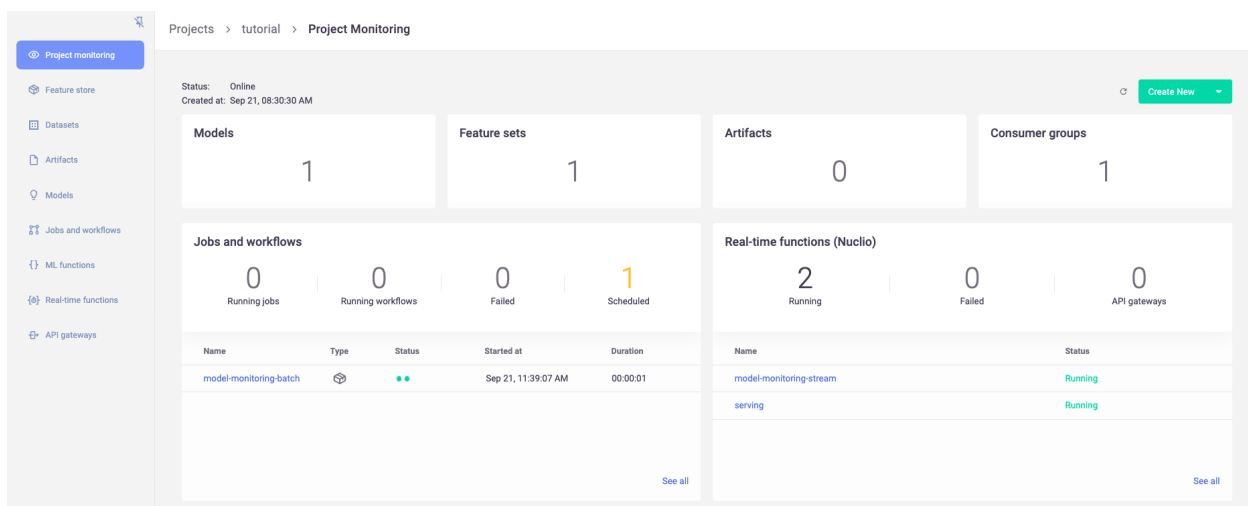 Projects > tutorial > Project Monitoring
Project monitoring
Feature store
Datasets
Artifacts
Models
Jobs and workflows
ML functions
Real-time functions
API gateways
Status: Online
Created at: Sep 21, 08:30:30 AM
Create New
Models
1
Feature sets
1
Artifacts
0
Consumer groups
1
Jobs and workflows
0 0 0 1
Running jobs Running workflows Failed Scheduled
Name Type Status Started at Duration
model-monitoring-batch Sep 21, 11:39:07 AM 00:00:01
See all
Real-time functions (Nuclio)
2 0 0
Running Failed API gateways
Name Status
model-monitoring-stream Running
serving Running
See all